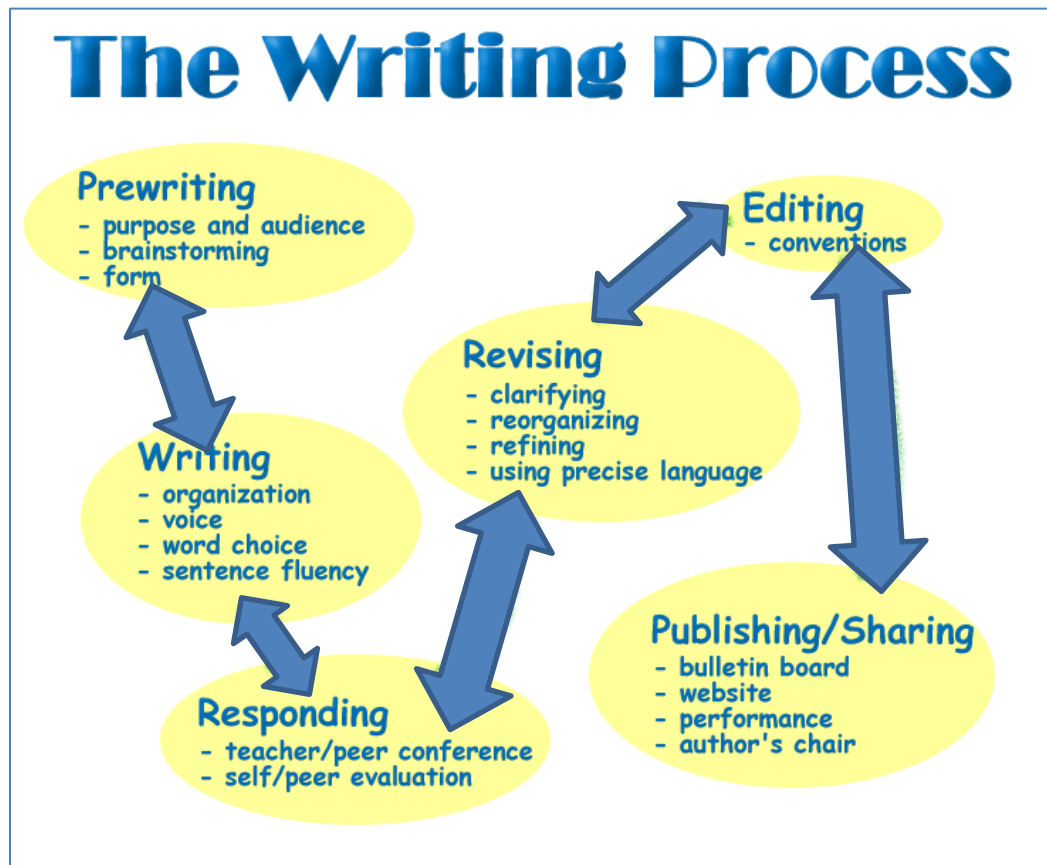 The Writing Process
Prewriting
- purpose and audience
- brainstorming
- form
Writing
- organization
- voice
- word choice
- sentence fluency
Responding
- teacher/peer conference
- self/peer evaluation
Revising
- clarifying
- reorganizing
- refining
- using precise language
Editing
- conventions
Publishing/Sharing
- bulletin board
- website
- performance
- author's chair